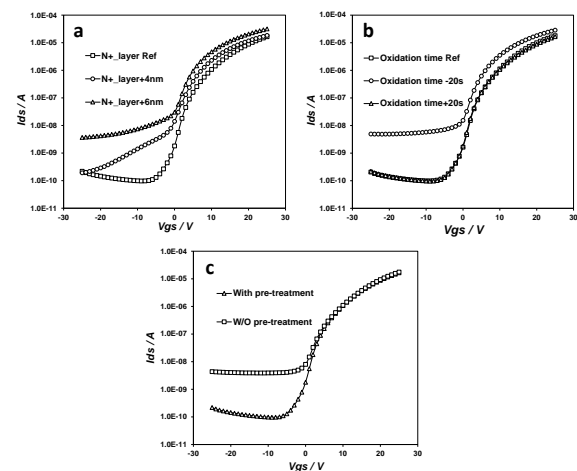 a
1.0E-04
1.0E-05
1.0E-06
1.0E-07
1.0E-08
1.0E-09
1.0E-10
1.0E-11
Ids / A
N+_layer Ref
N+_layer+4nm
N+_layer+6nm
-30 -20 -10 0 10 20 30
Vgs / V
b
1.0E-04
1.0E-05
1.0E-06
1.0E-07
1.0E-08
1.0E-09
1.0E-10
1.0E-11
Ids / A
Oxidation time Ref
Oxidation time -20s
Oxidation time+20s
-30 -20 -10 0 10 20 30
Vgs / V
c
1.0E-04
1.0E-05
1.0E-06
1.0E-07
1.0E-08
1.0E-09
1.0E-10
1.0E-11
Ids / A
With pre-treatment
W/O pre-treatment
-30 -20 -10 0 10 20 30
Vgs / V